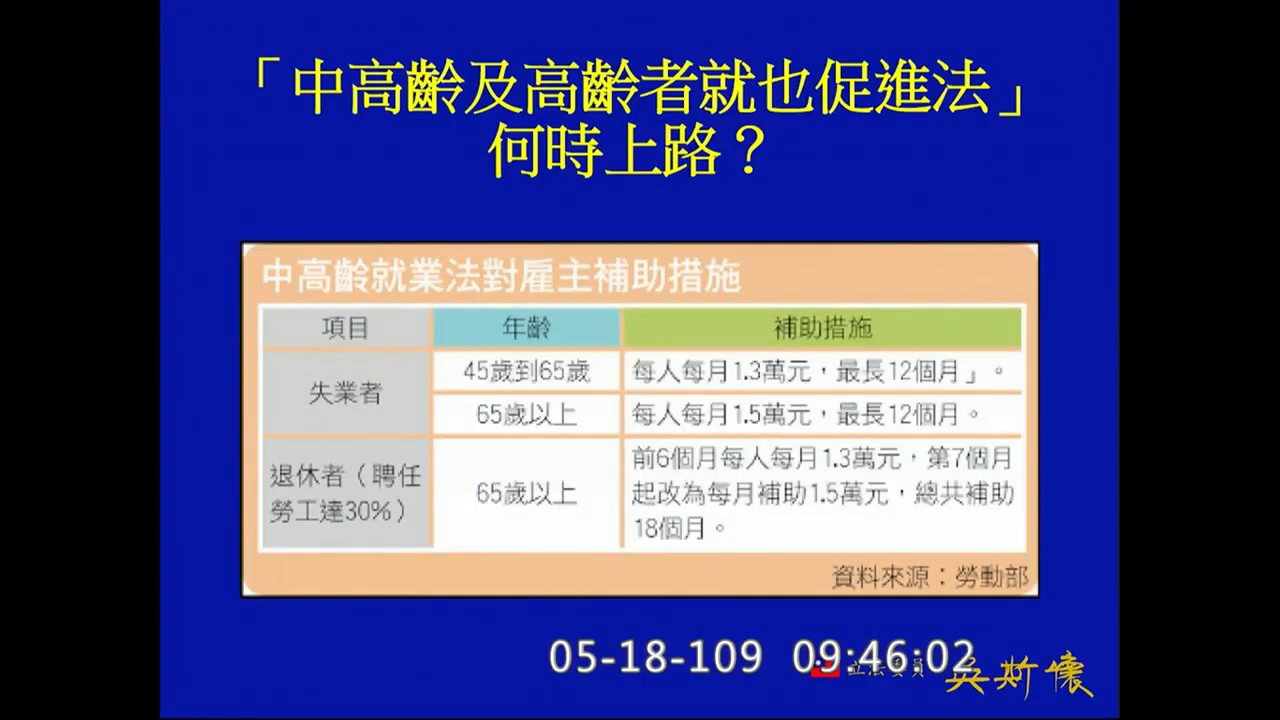 「中高齡及高齡者就也促進法」
何時上路？
中高齡就業法對雇主補助措施
項目 年齡 補助措施
失業者 45歲到65歲 每人每月1.3萬元，最長12個月」。
65歲以上 每人每月1.5萬元，最長12個月。
退休者（聘任
勞工達30%） 65歲以上 前6個月每人每月1.3萬元，第7個月
起改為每月補助1.5萬元，總共補助
18個月。
資料來源：勞動部
05-18-109 09:46:02
立法委員 吳斯懷